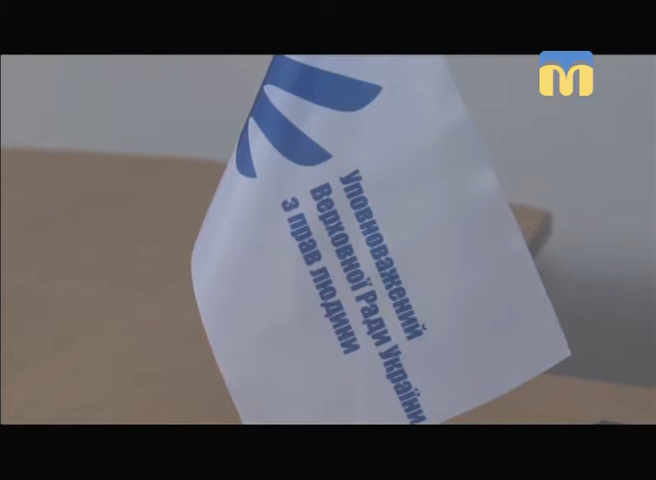 Уповноважений
Верховної Ради України
з прав людини